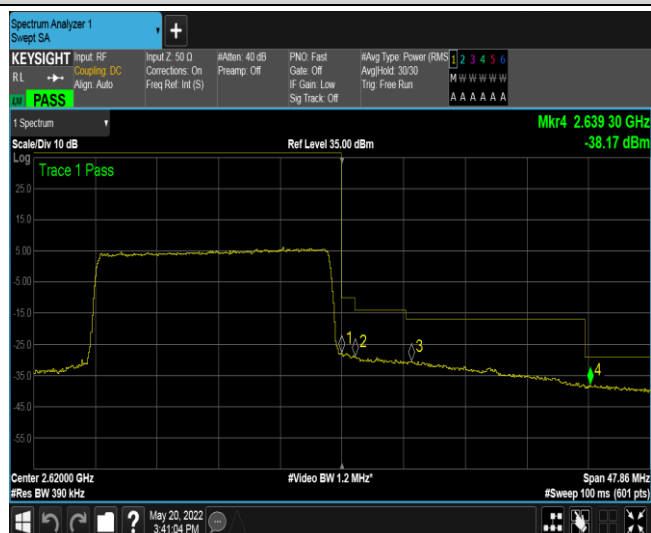 Spectrum Analyzer 1
Swept SA
+
KEYSIGHT
RL
PASS
Input: RF
Coupling: DC
Align: Auto
Input Z: 50 Ω
Corrections: On
Freq Ref: Int (S)
#Atten: 40 dB
Preamp: Off
PNO: Fast
Gate: Off
IF Gain: Low
Sig Track: Off
#Avg Type: Power (RMS
Avg|Hold: 30/30
Trig: Free Run
1 2 3 4 5 6
M W W W W W
A A A A A A
1 Spectrum
Mkr4 2.639 30 GHz
Scale/Div 10 dB
Ref Level 35.00 dBm
-38.17 dBm
Log
Trace 1 Pass
25.0
15.0
5.00
-5.00
-15.0
-25.0
-35.0
-45.0
-55.0
1
2
3
4
Center 2.62000 GHz
#Video BW 1.2 MHz*
Span 47.86 MHz
#Res BW 390 kHz
#Sweep 100 ms (601 pts)
?
May 20, 2022
3:41:04 PM